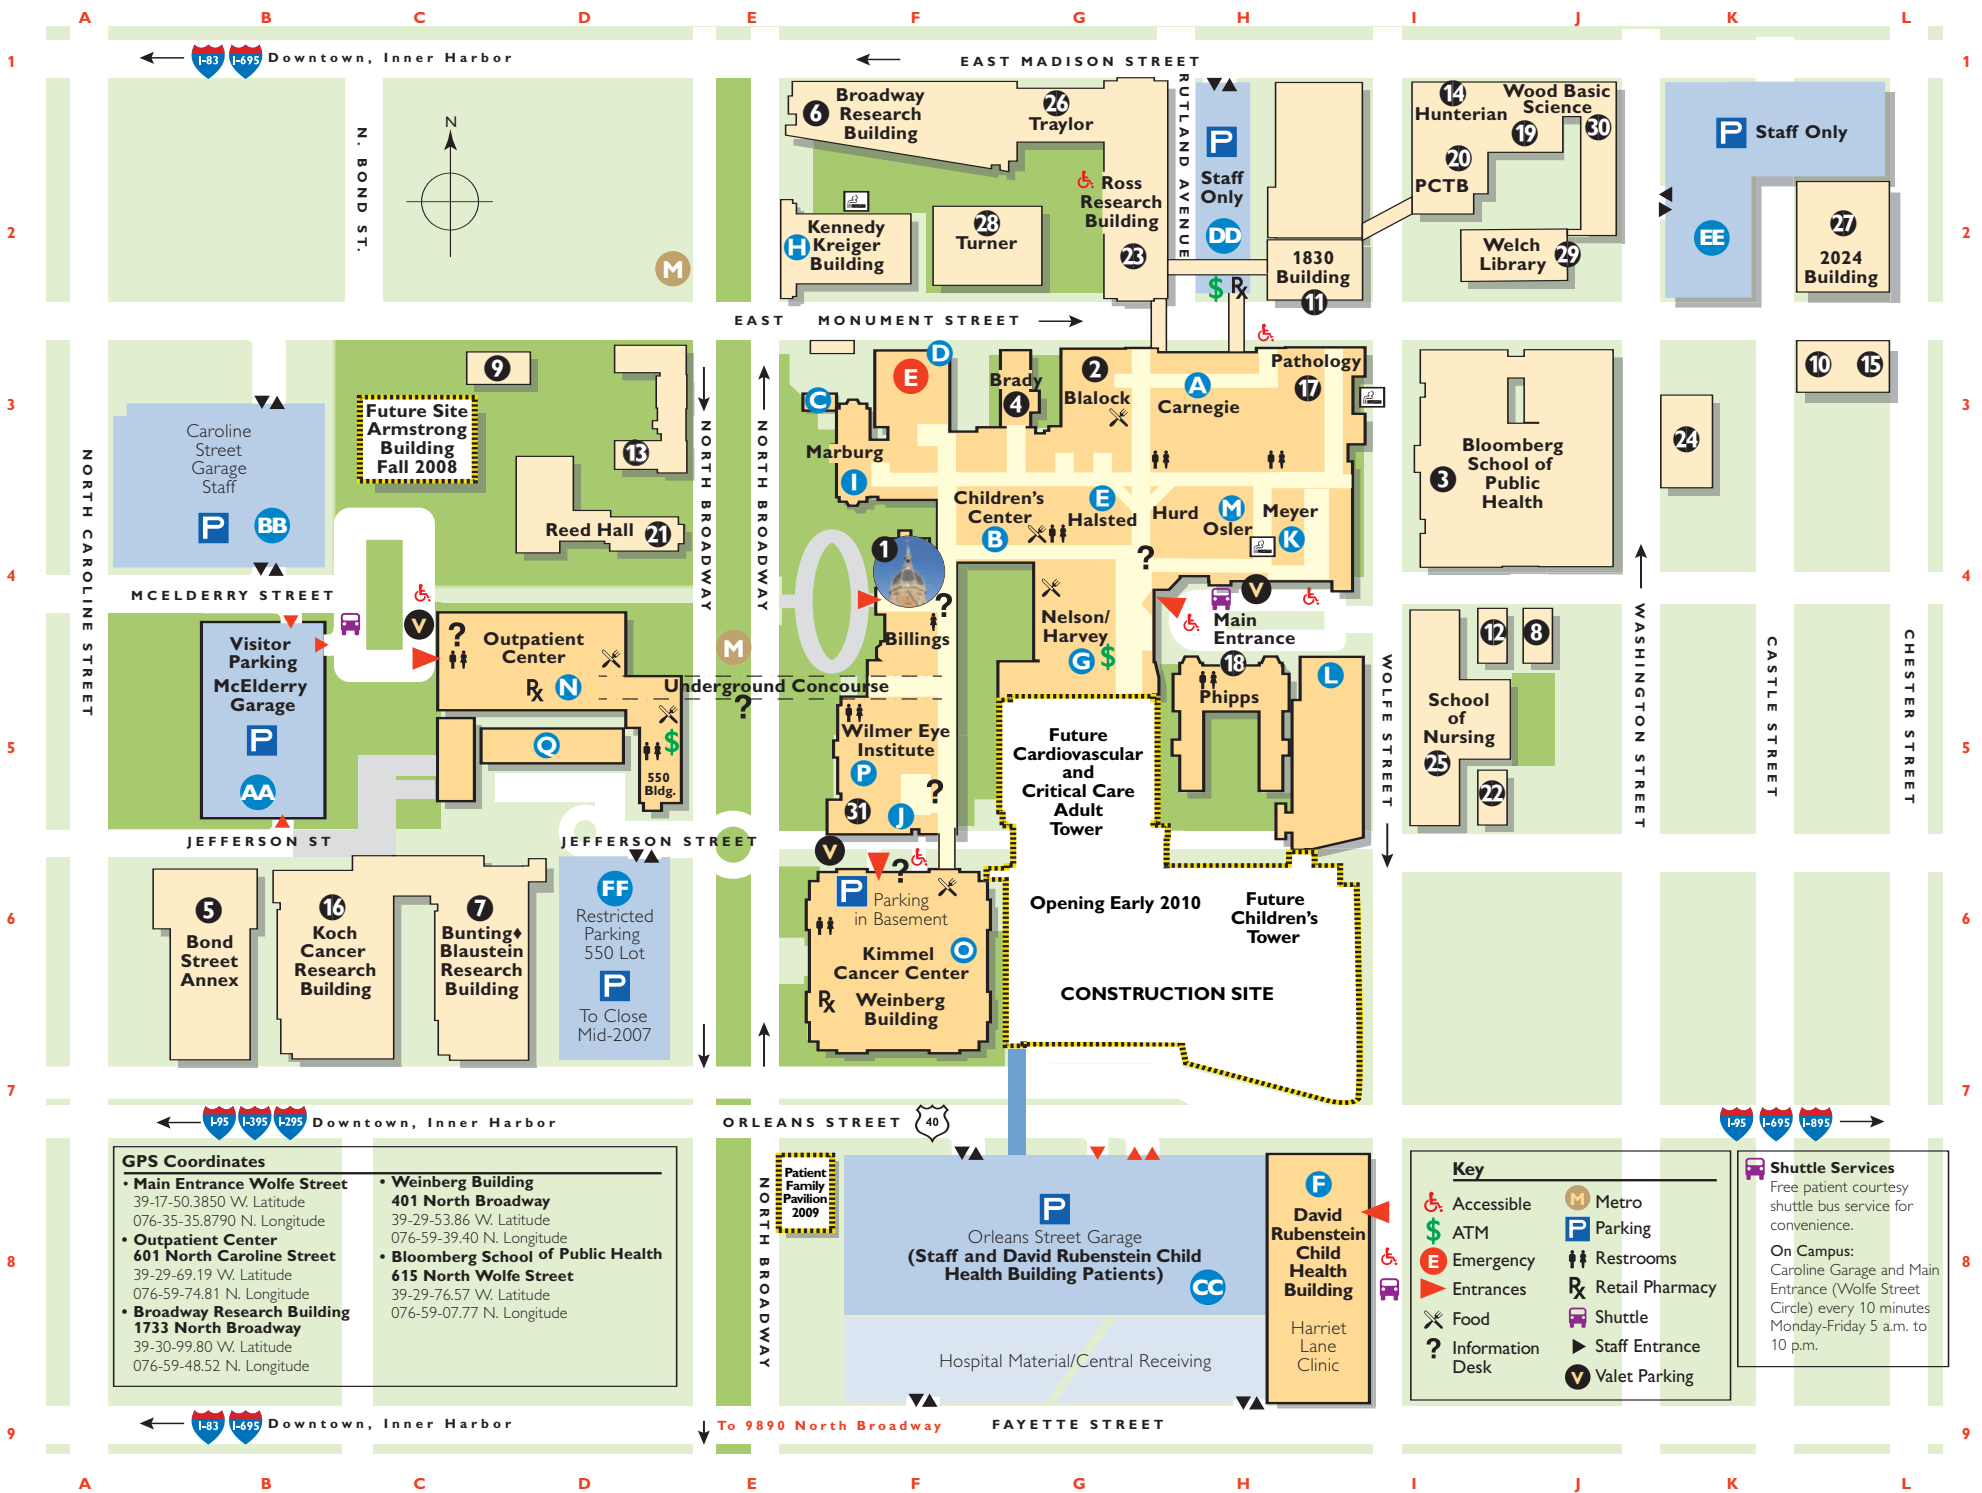 A B C D E F G H I J K L
1 1
I-83 I-695 Downtown, Inner Harbor
EAST MADISON STREET
N. BOND ST.
N
M
6 Broadway
Research
Building
26
Traylor
RUTLAND AVENUE
P
Staff
Only
DD
14
Hunterian
Wood Basic
Science
19
30
20
PCTB
P Staff Only
EE
27
2024
Building
2 2
H Kennedy
Kreiger
Building
28
Turner
Ross
Research
Building
23
$ Rx
1830
Building
11
Welch
Library 29
EAST MONUMENT STREET
3 3
9
Future Site
Armstrong
Building
Fall 2008
13
Caroline
Street
Garage
Staff
P BB
NORTH CAROLINE STREET
Reed Hall 21
NORTH BROADWAY
NORTH BROADWAY
C
D
E
Brady
4
2
Blalock
A
Carnegie
Pathology
17
Marburg
I
Children's
Center
B
E
Halsted
Hurd
M
Osler
Meyer
K
3
Bloomberg
School of
Public
Health
24
10 15
4 4
MCELDERRY STREET
1
?
?
Billings
Nelson/
Harvey
G $
V
Main
Entrance
18
Phipps
L
WOLFE STREET
12 8
School
of
Nursing
25
22
WASHINGTON STREET
CASTLE STREET
CHESTER STREET
Visitor
Parking
McElderry
Garage
P
AA
V
?
Outpatient
Center
Rx N
M
Underground Concourse
?
5 5
Q
$
550
Bldg.
Wilmer Eye
Institute
P
?
31 J
Future
Cardiovascular
and
Critical Care
Adult
Tower
JEFFERSON ST
JEFFERSON STREET
V
?
6 6
5
Bond
Street
Annex
16
Koch
Cancer
Research
Building
7
Bunting♦
Blaustein
Research
Building
FF
Restricted
Parking
550 Lot
P
To Close
Mid-2007
P Parking
in Basement
Kimmel O
Cancer Center
Rx Weinberg
Building
Opening Early 2010
Future
Children's
Tower
CONSTRUCTION SITE
7 7
I-95 I-395 I-295 Downtown, Inner Harbor
ORLEANS STREET 40
I-95 I-695 I-895
GPS Coordinates
• Main Entrance Wolfe Street
39-17-50.3850 W. Latitude
076-35-35.8790 N. Longitude
• Outpatient Center
601 North Caroline Street
39-29-69.19 W. Latitude
076-59-74.81 N. Longitude
• Broadway Research Building
1733 North Broadway
39-30-99.80 W. Latitude
076-59-48.52 N. Longitude
• Weinberg Building
401 North Broadway
39-29-53.86 W. Latitude
076-59-39.40 N. Longitude
• Bloomberg School of Public Health
615 North Wolfe Street
39-29-76.57 W. Latitude
076-59-07.77 N. Longitude
NORTH BROADWAY
Patient
Family
Pavilion
2009
P
Orleans Street Garage
(Staff and David Rubenstein Child
Health Building Patients)
CC
Hospital Material/Central Receiving
F
David
Rubenstein
Child
Health
Building
Harriet
Lane
Clinic
Key
Accessible
$ ATM
E Emergency
Entrances
Food
? Information
Desk
M Metro
P Parking
Restrooms
Rx Retail Pharmacy
Shuttle
Staff Entrance
V Valet Parking
Shuttle Services
Free patient courtesy
shuttle bus service for
convenience.
On Campus:
Caroline Garage and Main
Entrance (Wolfe Street
Circle) every 10 minutes
Monday-Friday 5 a.m. to
10 p.m.
8 8
9 9
I-83 I-695 Downtown, Inner Harbor
To 9890 North Broadway
FAYETTE STREET
A B C D E F G H I J K L